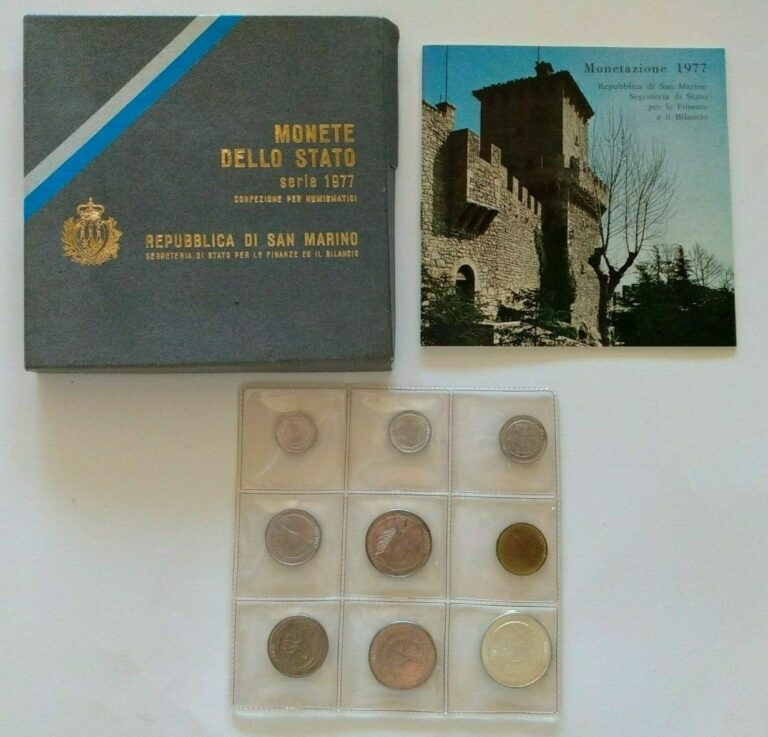 MONETE
DELLO STATO
serie 1977
CONFEZIONE PER NUMISMATICI
REPUBBLICA DI SAN MARINO
SEGRETERIA DI STATO PER LE FINANZE ED IL BILANCIO
Monetazione 1977
Repubblica di San Marino
Segreteria di Stato
per le Finanze
e il Bilancio